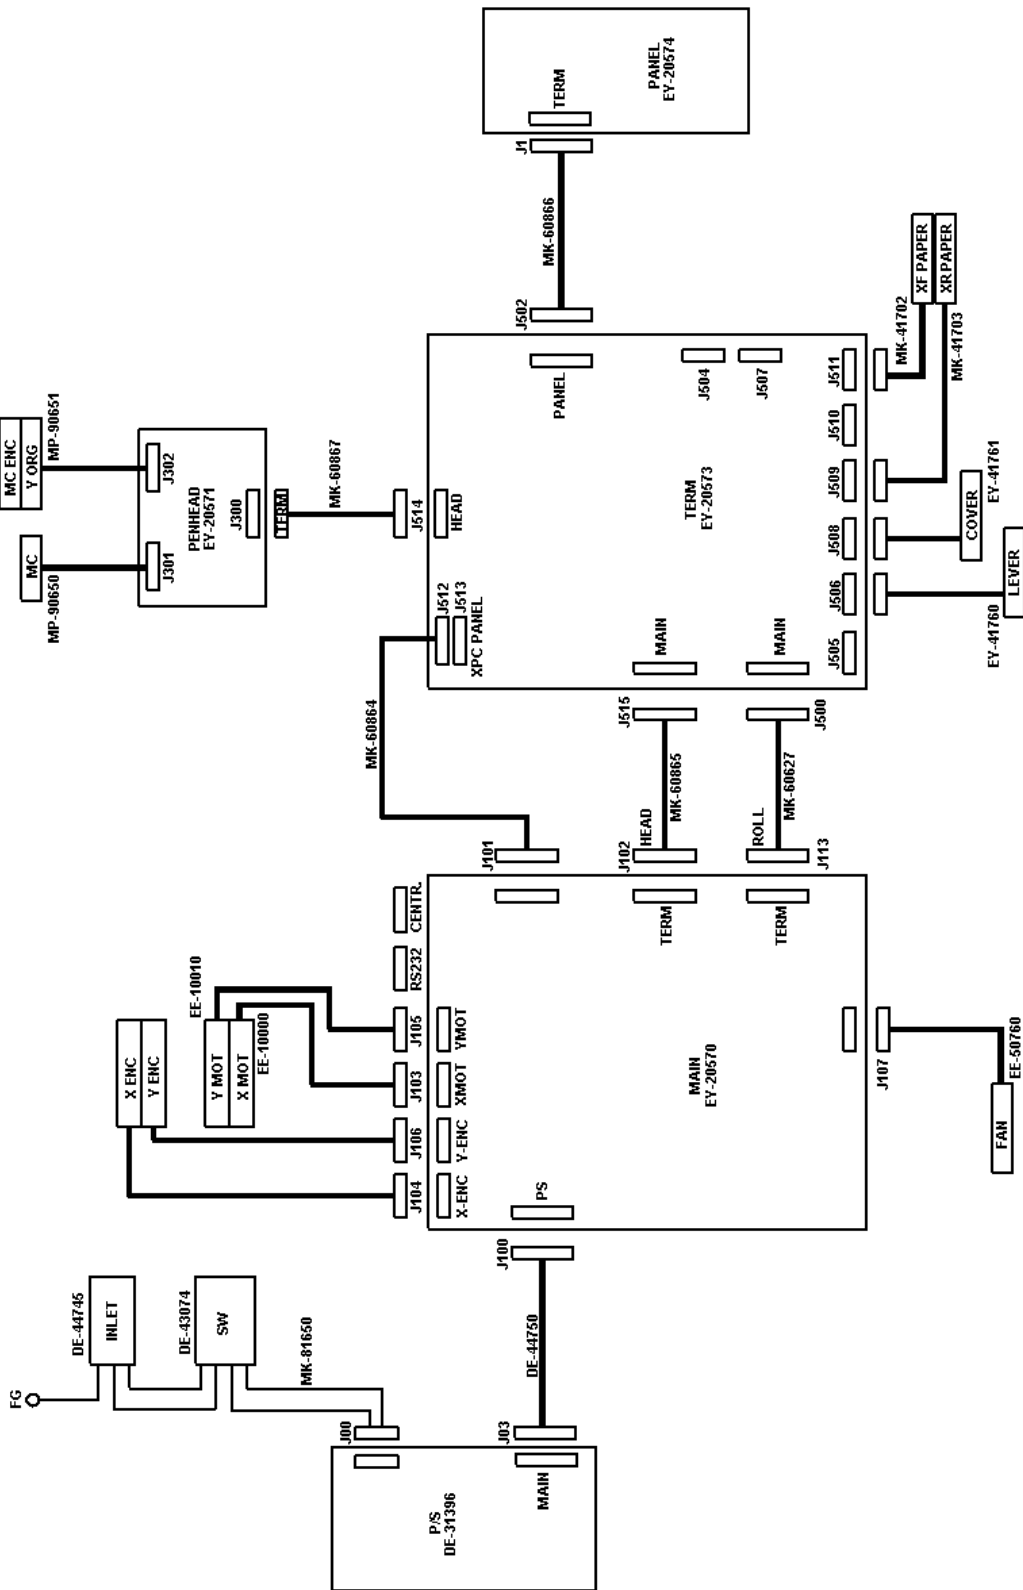 FG
DE-44745
INLET
DE-43074
SW
MK-81650
J00
P/S
DE-31396
J03
MAIN
DE-44750
J100
PS
X ENC
Y ENC
EE-10010
Y MOT
X MOT
EE-10000
J104
J106
J103
J105
RS232
CENTR.
X-ENC
Y-ENC
XMOT
YMOT
MAIN
EY-20570
TERM
TERM
J107
FAN
EE-50760
J101
MK-60864
J102
HEAD
MK-60865
J515
ROLL
J113
MK-60627
J500
MC
MP-90650
MC ENC
Y ORG
MP-90651
J301
J302
PENHEAD
EY-20571
J300
TERM
MK-60867
J514
HEAD
J512
J513
XPC PANEL
MAIN
MAIN
TERM
EY-20573
PANEL
J504
J507
J505
J506
J508
J509
J510
J511
EY-41760
LEVER
COVER
EY-41761
MK-41702
XF PAPER
XR PAPER
MK-41703
J502
MK-60866
J1
TERM
PANEL
EY-20574